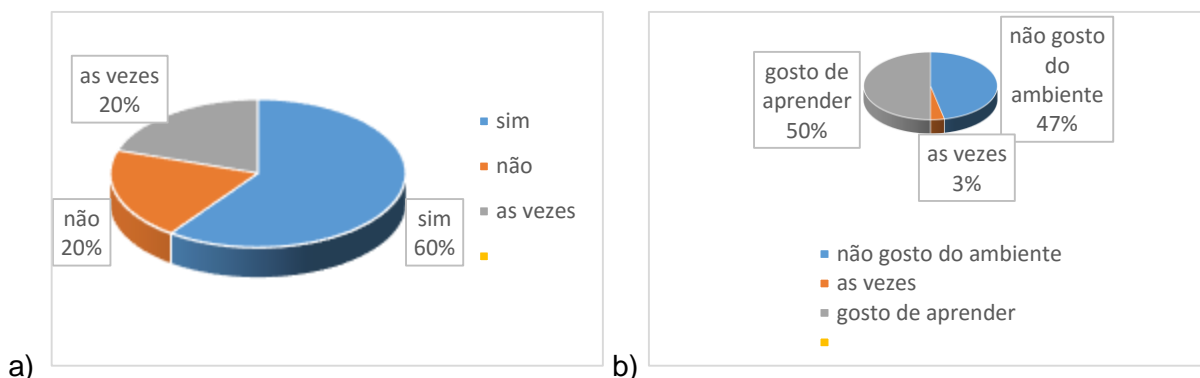 as vezes
20%
não
20%
sim
60%
sim
não
as vezes
a)
gosto de
aprender
50%
não gosto
do
ambiente
47%
as vezes
3%
não gosto do ambiente
as vezes
gosto de aprender
b)